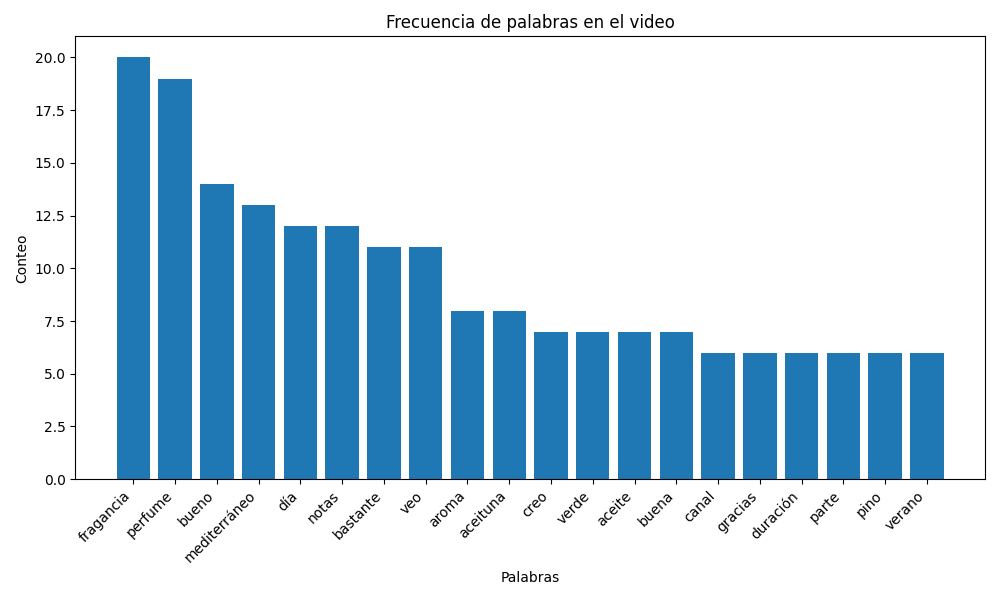 Frecuencia de palabras en el video
Conteo
20.0
17.5
15.0
12.5
10.0
7.5
5.0
2.5
0.0
fragancia
perfume
bueno
mediterráneo
día
notas
bastante
veo
aroma
aceituna
creo
verde
aceite
buena
canal
gracias
duración
parte
pino
verano
Palabras